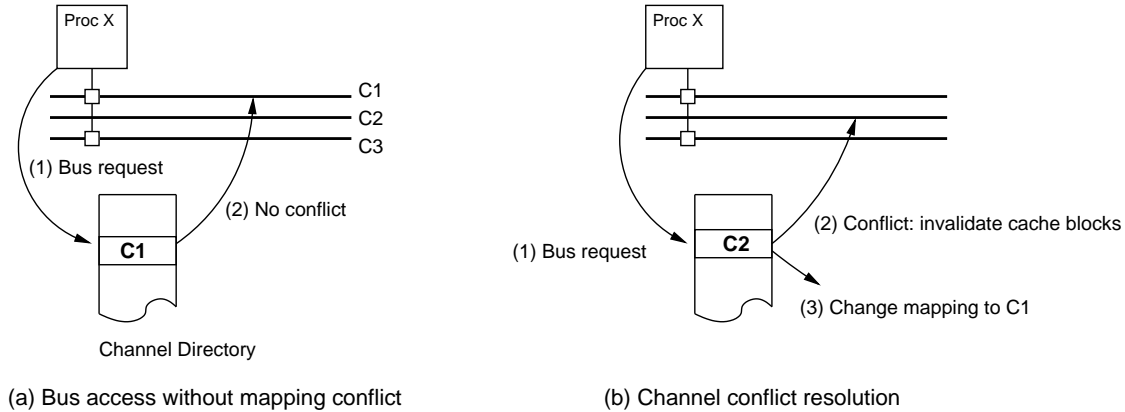 Proc X
C1
C2
C3
(1) Bus request
(2) No conflict
C1
Channel Directory
(a) Bus access without mapping conflict
Proc X
(1) Bus request
C2
(2) Conflict: invalidate cache blocks
(3) Change mapping to C1
(b) Channel conflict resolution